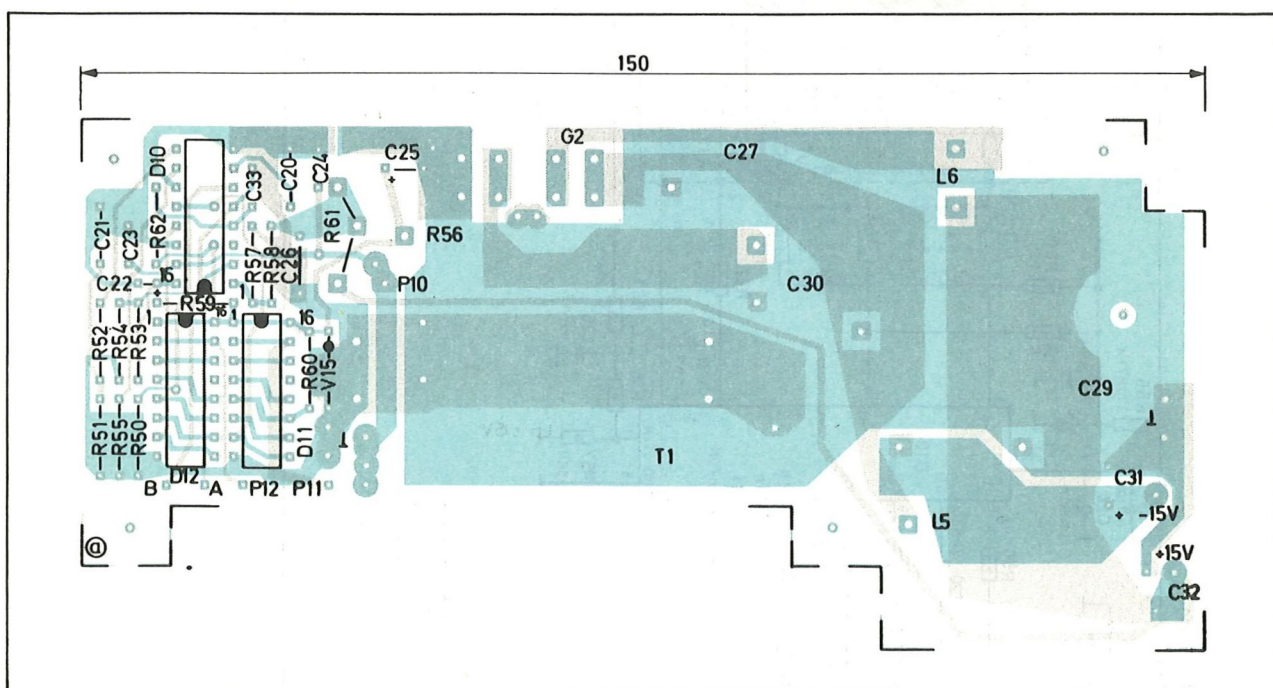 150
G2
C25
C27
D10
C33
-C20-
C24
L6
-C21-
C23
-R62-
R61
R56
-R57-
-R58-
C26
C22
16
+
1
P10
C30
-R59-
1
16
1
16
-R52-
-R54-
-R53-
-R60-
-V15-
C29
-R51-
-R55-
-R50-
D11
T1
D12
B
A
P12
P11
C31
+ -15V
L5
@
+15V
C32